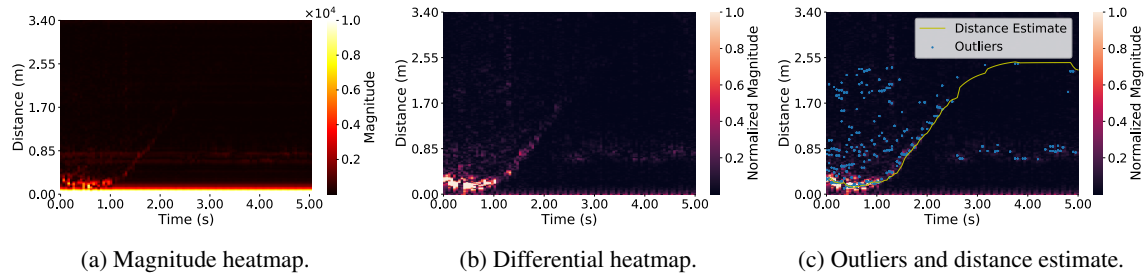 ×10⁴
3.40
2.55
1.70
0.85
0.00
Distance (m)
0.00 1.00 2.00 3.00 4.00 5.00
Time (s)
1.0
0.8
0.6
0.4
0.2
Magnitude
(a) Magnitude heatmap.
3.40
2.55
1.70
0.85
0.00
Distance (m)
0.00 1.00 2.00 3.00 4.00 5.00
Time (s)
1.0
0.8
0.6
0.4
0.2
Normalized Magnitude
(b) Differential heatmap.
3.40
2.55
1.70
0.85
0.00
Distance (m)
Distance Estimate
Outliers
0.00 1.00 2.00 3.00 4.00 5.00
Time (s)
1.0
0.8
0.6
0.4
0.2
Normalized Magnitude
(c) Outliers and distance estimate.